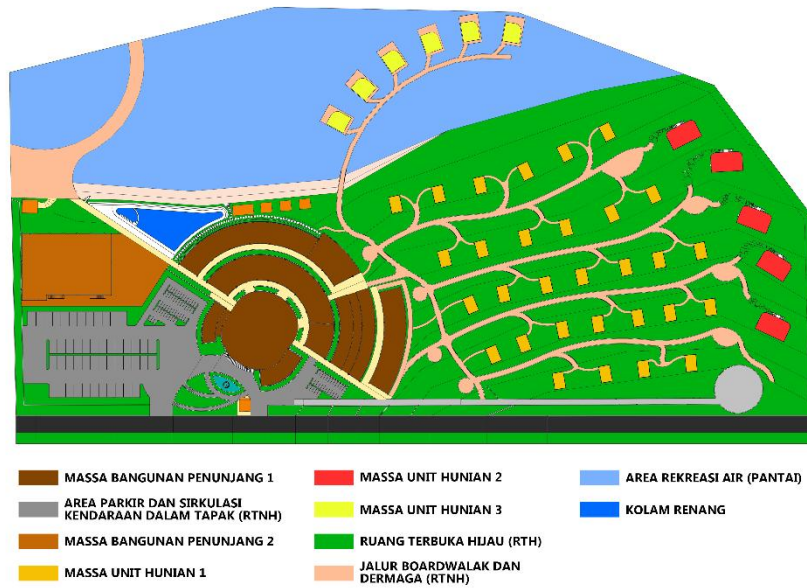 MASSA BANGUNAN PENUNJANG 1
AREA PARKIR DAN SIRKULASI
KENDARAAN DALAM TAPAK (RTNH)
MASSA BANGUNAN PENUNJANG 2
MASSA UNIT HUNIAN 1
MASSA UNIT HUNIAN 2
MASSA UNIT HUNIAN 3
RUANG TERBUKA HIJAU (RTH)
JALUR BOARDWALAK DAN
DERMAGA (RTNH)
AREA REKREASI AIR (PANTAI)
KOLAM RENANG